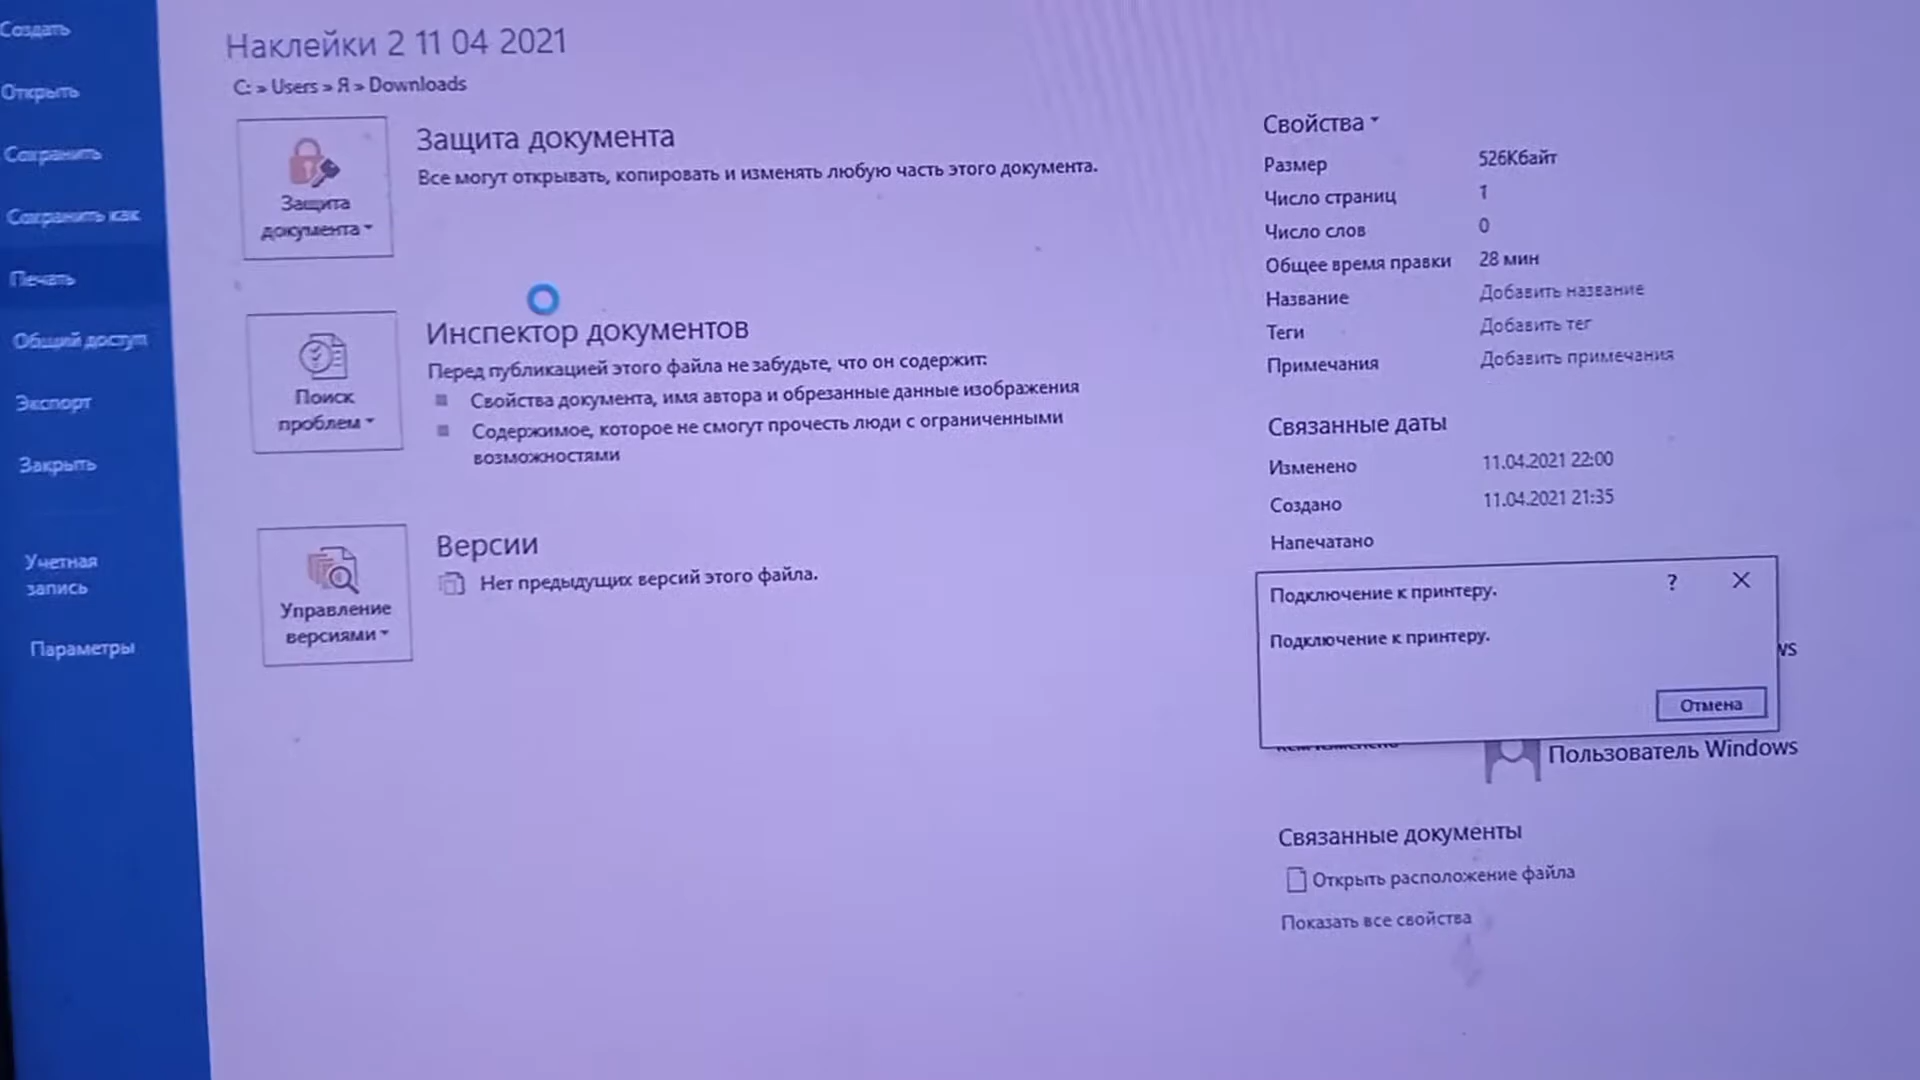 Создать
Открыть
Сохранить
Сохранить как
Печать
Общий доступ
Экспорт
Закрыть
Учетная
запись
Параметры
Наклейки 2 11 04 2021
C: » Users » Я » Downloads
Защита
документа
Защита документа
Все могут открывать, копировать и изменять любую часть этого документа.
Поиск
проблем
Инспектор документов
Перед публикацией этого файла не забудьте, что он содержит:
Свойства документа, имя автора и обрезанные данные изображения
Содержимое, которое не смогут прочесть люди с ограниченными
возможностями
Управление
версиями
Версии
Нет предыдущих версий этого файла.
Свойства
Размер 526Кбайт
Число страниц 1
Число слов 0
Общее время правки 28 мин
Название Добавить название
Теги Добавить тег
Примечания Добавить примечания
Связанные даты
Изменено 11.04.2021 22:00
Создано 11.04.2021 21:35
Напечатано
Подключение к принтеру. ?
Подключение к принтеру.
Отмена
Пользователь Windows
Связанные документы
Открыть расположение файла
Показать все свойства